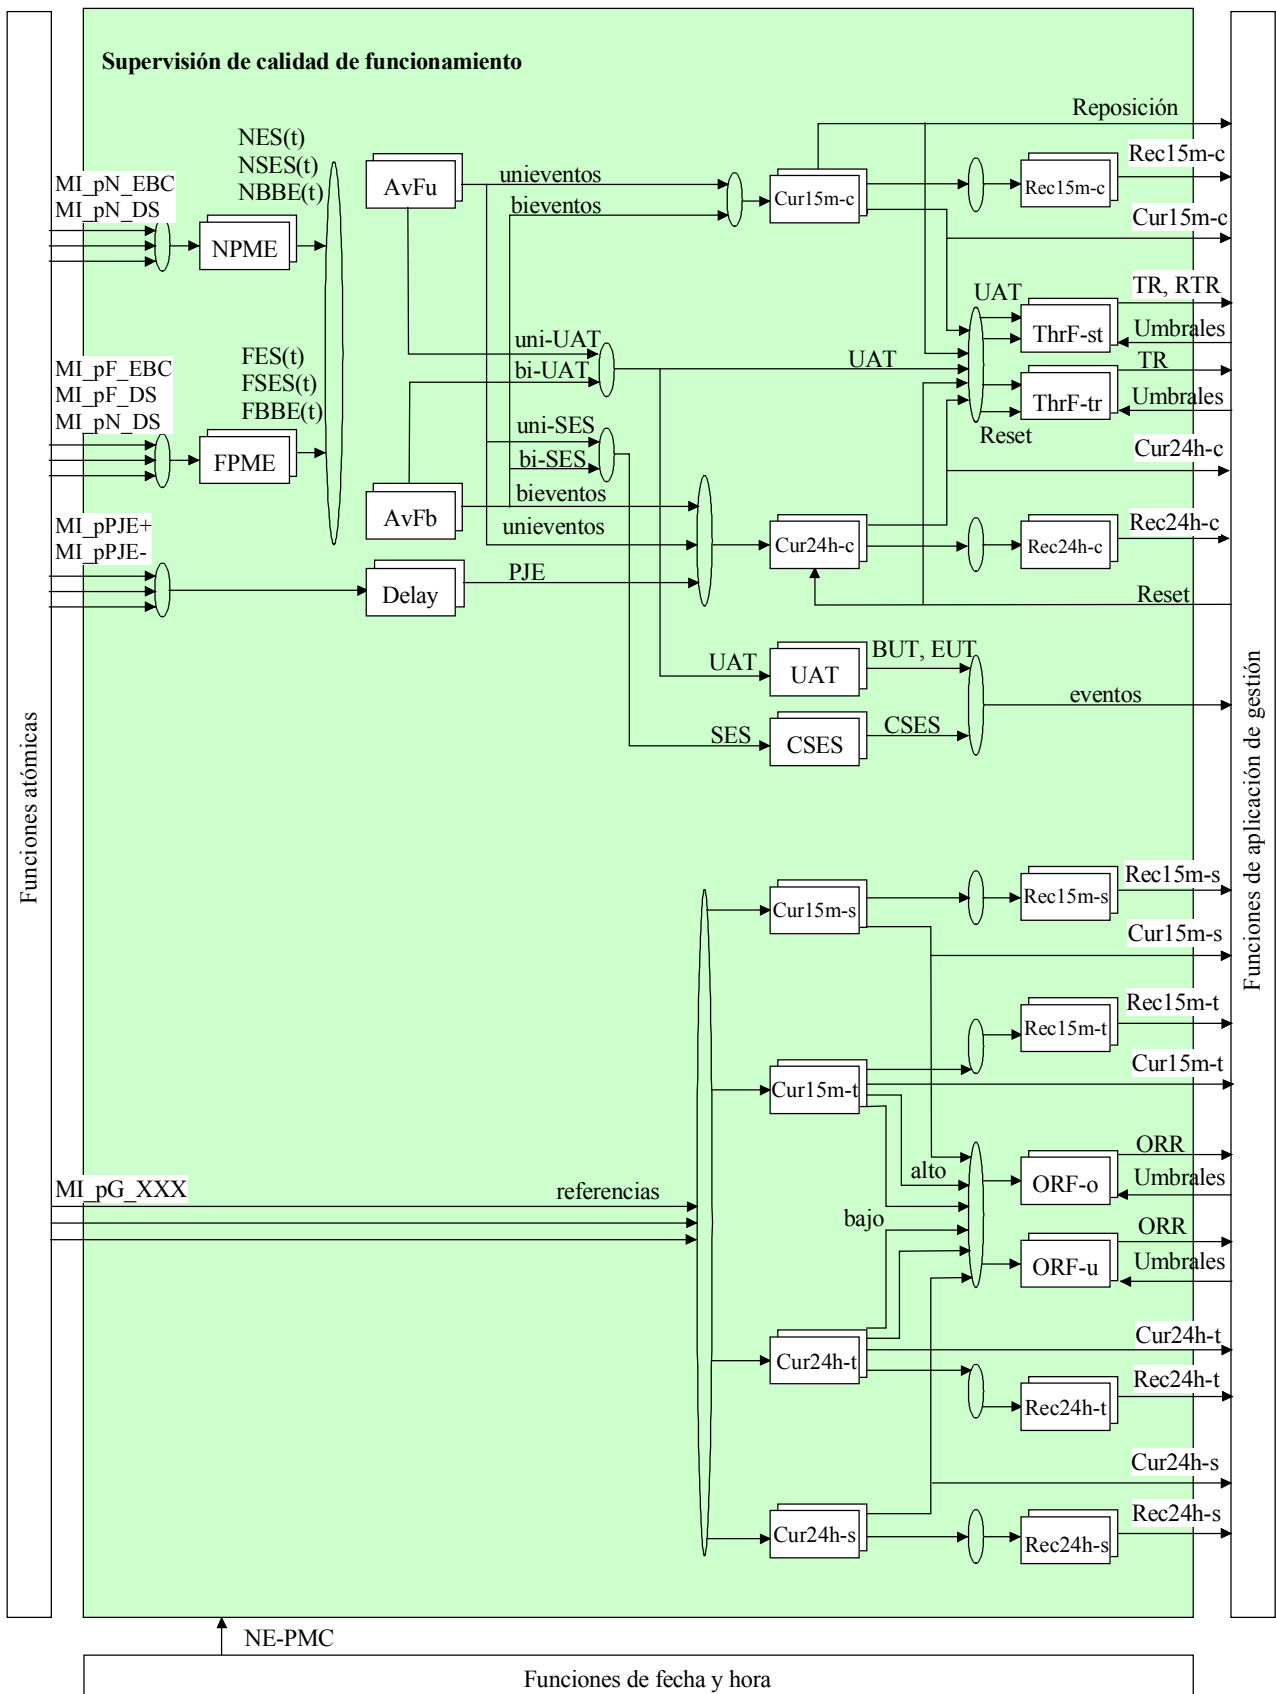 Supervisión de calidad de funcionamiento
Reposición
NES(t)
NSES(t)
NBBE(t)
MI_pN_EBC
MI_pN_DS
NPME
AvFu
unieventos
bieventos
Cur15m-c
Rec15m-c
Rec15m-c
Cur15m-c
UAT
TR, RTR
ThrF-st
Umbrales
TR
ThrF-tr
Umbrales
Reset
Cur24h-c
uni-UAT
bi-UAT
UAT
FES(t)
FSES(t)
FBBE(t)
MI_pF_EBC
MI_pF_DS
MI_pN_DS
FPME
uni-SES
bi-SES
AvFb
bieventos
unieventos
Cur24h-c
Rec24h-c
Rec24h-c
MI_pPJE+
MI_pPJE-
Delay
PJE
Reset
UAT
UAT
BUT, EUT
eventos
SES
CSES
CSES
Funciones atómicas
Funciones de aplicación de gestión
Cur15m-s
Rec15m-s
Rec15m-s
Cur15m-s
Rec15m-t
Rec15m-t
Cur15m-t
Cur15m-t
MI_pG_XXX
referencias
alto
bajo
ORF-o
ORR
Umbrales
ORF-u
ORR
Umbrales
Cur24h-t
Cur24h-t
Rec24h-t
Rec24h-t
Cur24h-s
Cur24h-s
Rec24h-s
Rec24h-s
NE-PMC
Funciones de fecha y hora